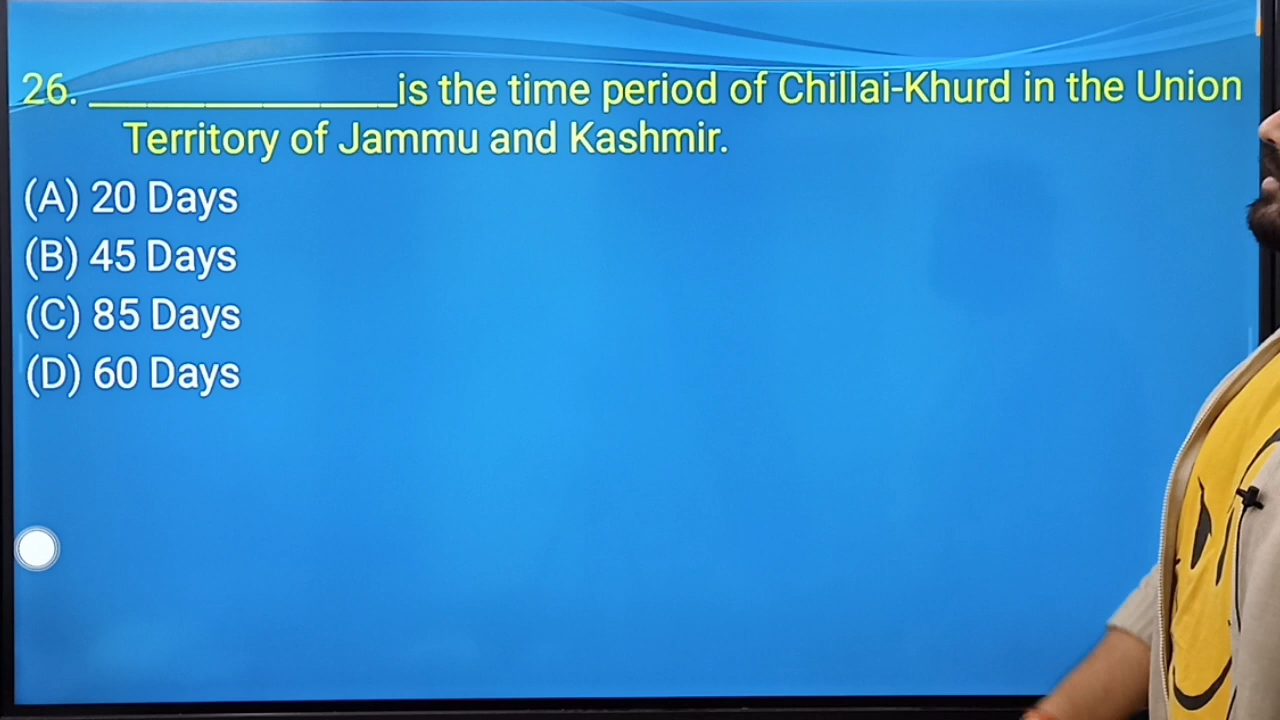 26. ________________is the time period of Chillai-Khurd in the Union
Territory of Jammu and Kashmir.
(A) 20 Days
(B) 45 Days
(C) 85 Days
(D) 60 Days